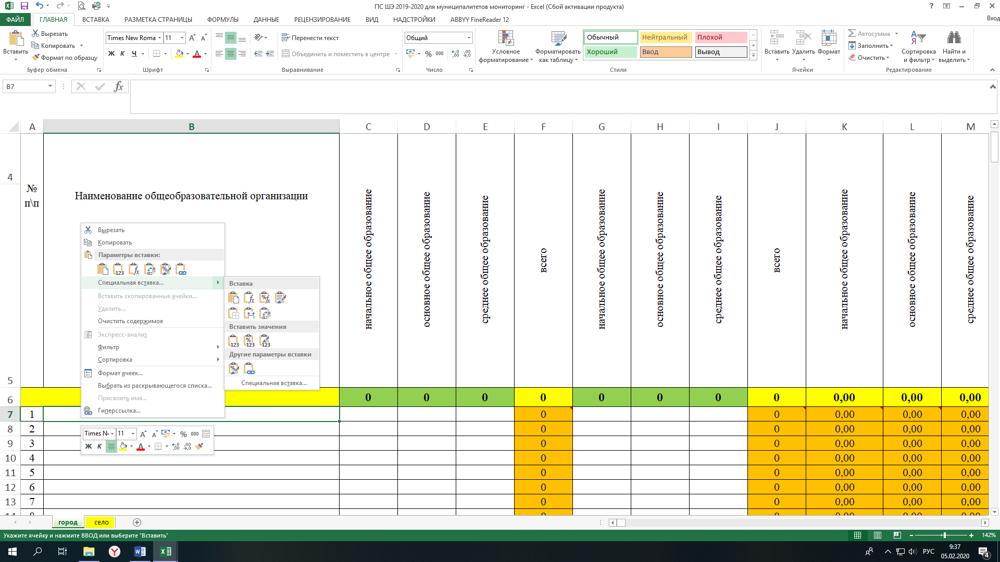 ПС ШЭ 2019-2020 для муниципалитетов мониторинг - Excel (Сбой активации продукта)
ФАЙЛ ГЛАВНАЯ ВСТАВКА РАЗМЕТКА СТРАНИЦЫ ФОРМУЛЫ ДАННЫЕ РЕЦЕНЗИРОВАНИЕ ВИД НАДСТРОЙКИ ABBYY FineReader 12 Вход
Вставить
Вырезать
Копировать
Формат по образцу
Буфер обмена
Times New Roma 11
Ж К Ч
Шрифт
Перенести текст
Объединить и поместить в центре
Выравнивание
Общий
% 000
Число
Условное форматирование
Форматировать как таблицу
Обычный Нейтральный Плохой
Хороший Ввод Вывод
Стили
Вставить Удалить Формат
Ячейки
Автосумма
Заполнить
Очистить
Сортировка и фильтр
Найти и выделить
Редактирование
B7
fx
A B C D E F G H I J K L M
4
5
№ п\п
Наименование общеобразовательной организации
начальное общее образование
основное общее образование
среднее общее образование
всего
начальное общее образование
основное общее образование
среднее общее образование
всего
начальное общее образование
основное общее образование
среднее общее образование
Вырезать
Копировать
Параметры вставки:
Специальная вставка...
Вставить скопированные ячейки...
Удалить...
Очистить содержимое
Экспресс-анализ
Фильтр
Сортировка
Формат ячеек...
Выбрать из раскрывающегося списка...
Присвоить имя...
Гиперссылка...
Вставка
Вставить значения
Другие параметры вставки
Специальная вставка...
6 0 0 0 0 0 0 0 0 0,00 0,00 0,00
7 1 0 0 0,00 0,00 0,00
8 2 0 0 0,00 0,00 0,00
9 3 0 0 0,00 0,00 0,00
10 4 0 0 0,00 0,00 0,00
11 5 0 0 0,00 0,00 0,00
12 6 0 0 0,00 0,00 0,00
13 7 0 0 0,00 0,00 0,00
Times N 11 % 000
Ж К
город село
Укажите ячейку и нажмите ВВОД или выберите "Вставить"
142%
РУС
9:37
05.02.2020
4